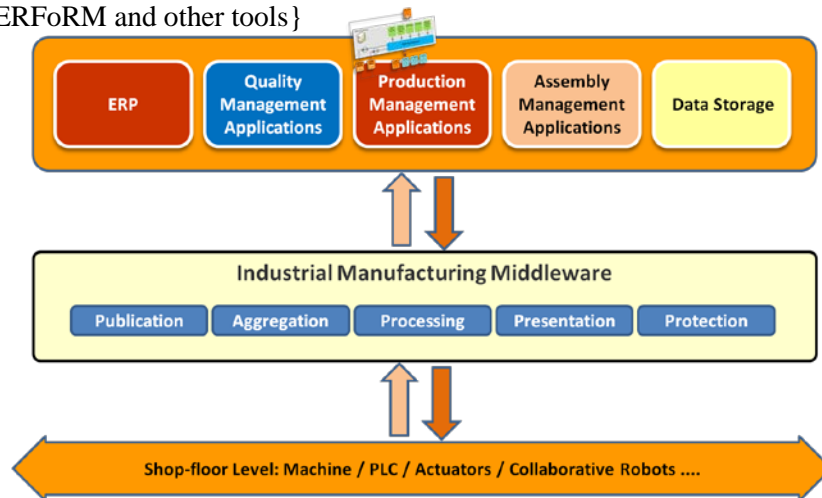 ERFoRM and other tools}
ERP
Quality
Management
Applications
Production
Management
Applications
Assembly
Management
Applications
Data Storage
Industrial Manufacturing Middleware
Publication
Aggregation
Processing
Presentation
Protection
Shop-floor Level: Machine / PLC / Actuators / Collaborative Robots ....